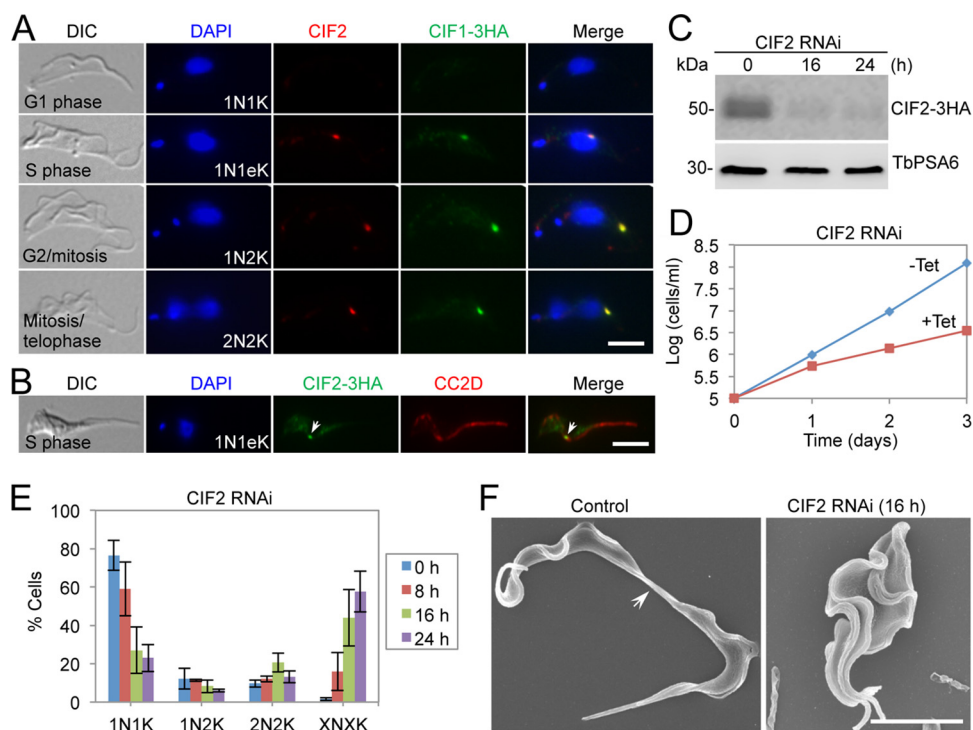 A
DIC DAPI CIF2 CIF1-3HA Merge
G1 phase 1N1K
S phase 1N1eK
G2/mitosis 1N2K
Mitosis/
telophase 2N2K
B
DIC DAPI CIF2-3HA CC2D Merge
S phase 1N1eK
C
CIF2 RNAi
kDa 0 16 24 (h)
50- CIF2-3HA
30- TbPSA6
D
CIF2 RNAi
Log (cells/ml)
8.5
8
7.5
7
6.5
6
5.5
5
-Tet
+Tet
0 1 2 3
Time (days)
E
CIF2 RNAi
% Cells
100
80
60
40
20
0
0 h
8 h
16 h
24 h
1N1K 1N2K 2N2K XNXK
F
Control CIF2 RNAi (16 h)